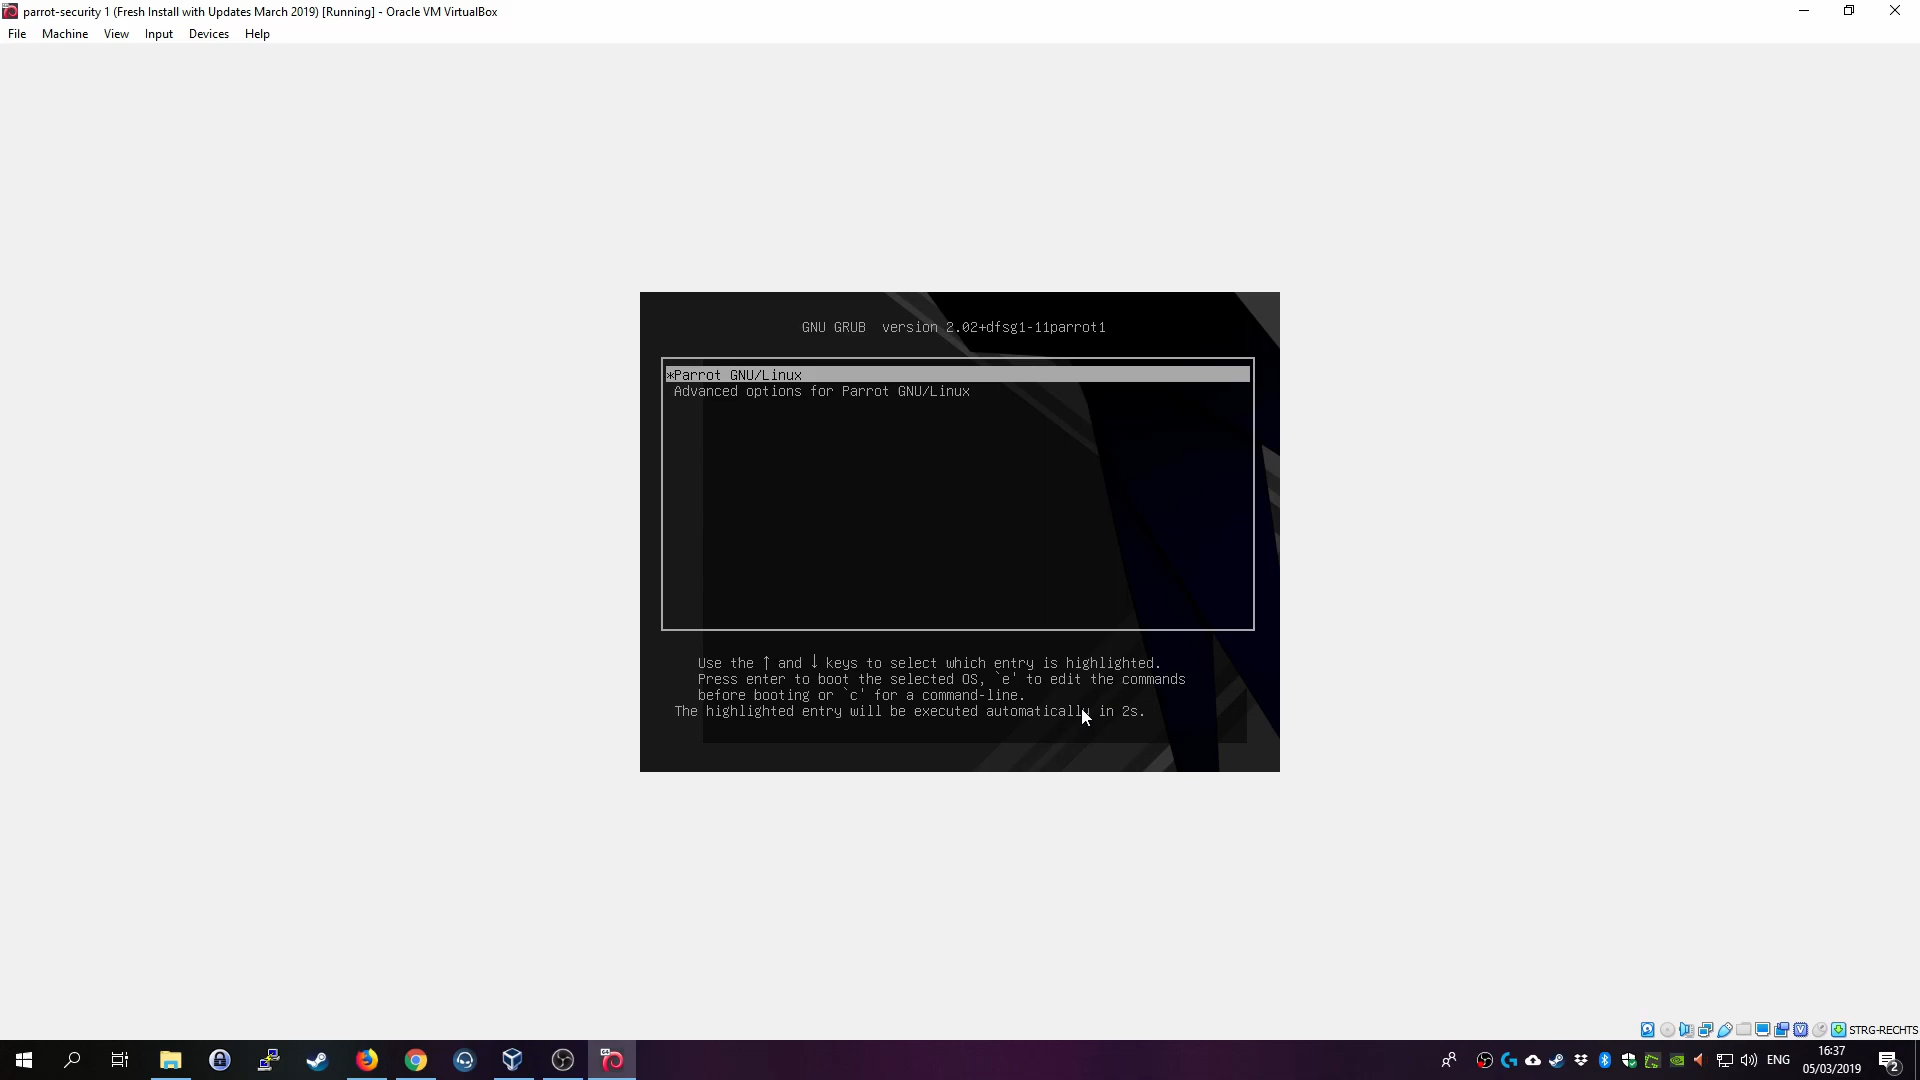 parrot-security 1 (Fresh Install with Updates March 2019) [Running] - Oracle VM VirtualBox
File Machine View Input Devices Help
GNU GRUB version 2.02+dfsg1-11parrot1
*Parrot GNU/Linux
Advanced options for Parrot GNU/Linux
Use the ↑ and ↓ keys to select which entry is highlighted.
Press enter to boot the selected OS, `e' to edit the commands
before booting or `c' for a command-line.
The highlighted entry will be executed automatically in 2s.
STRG-RECHTS
ENG
16:37
05/03/2019
2